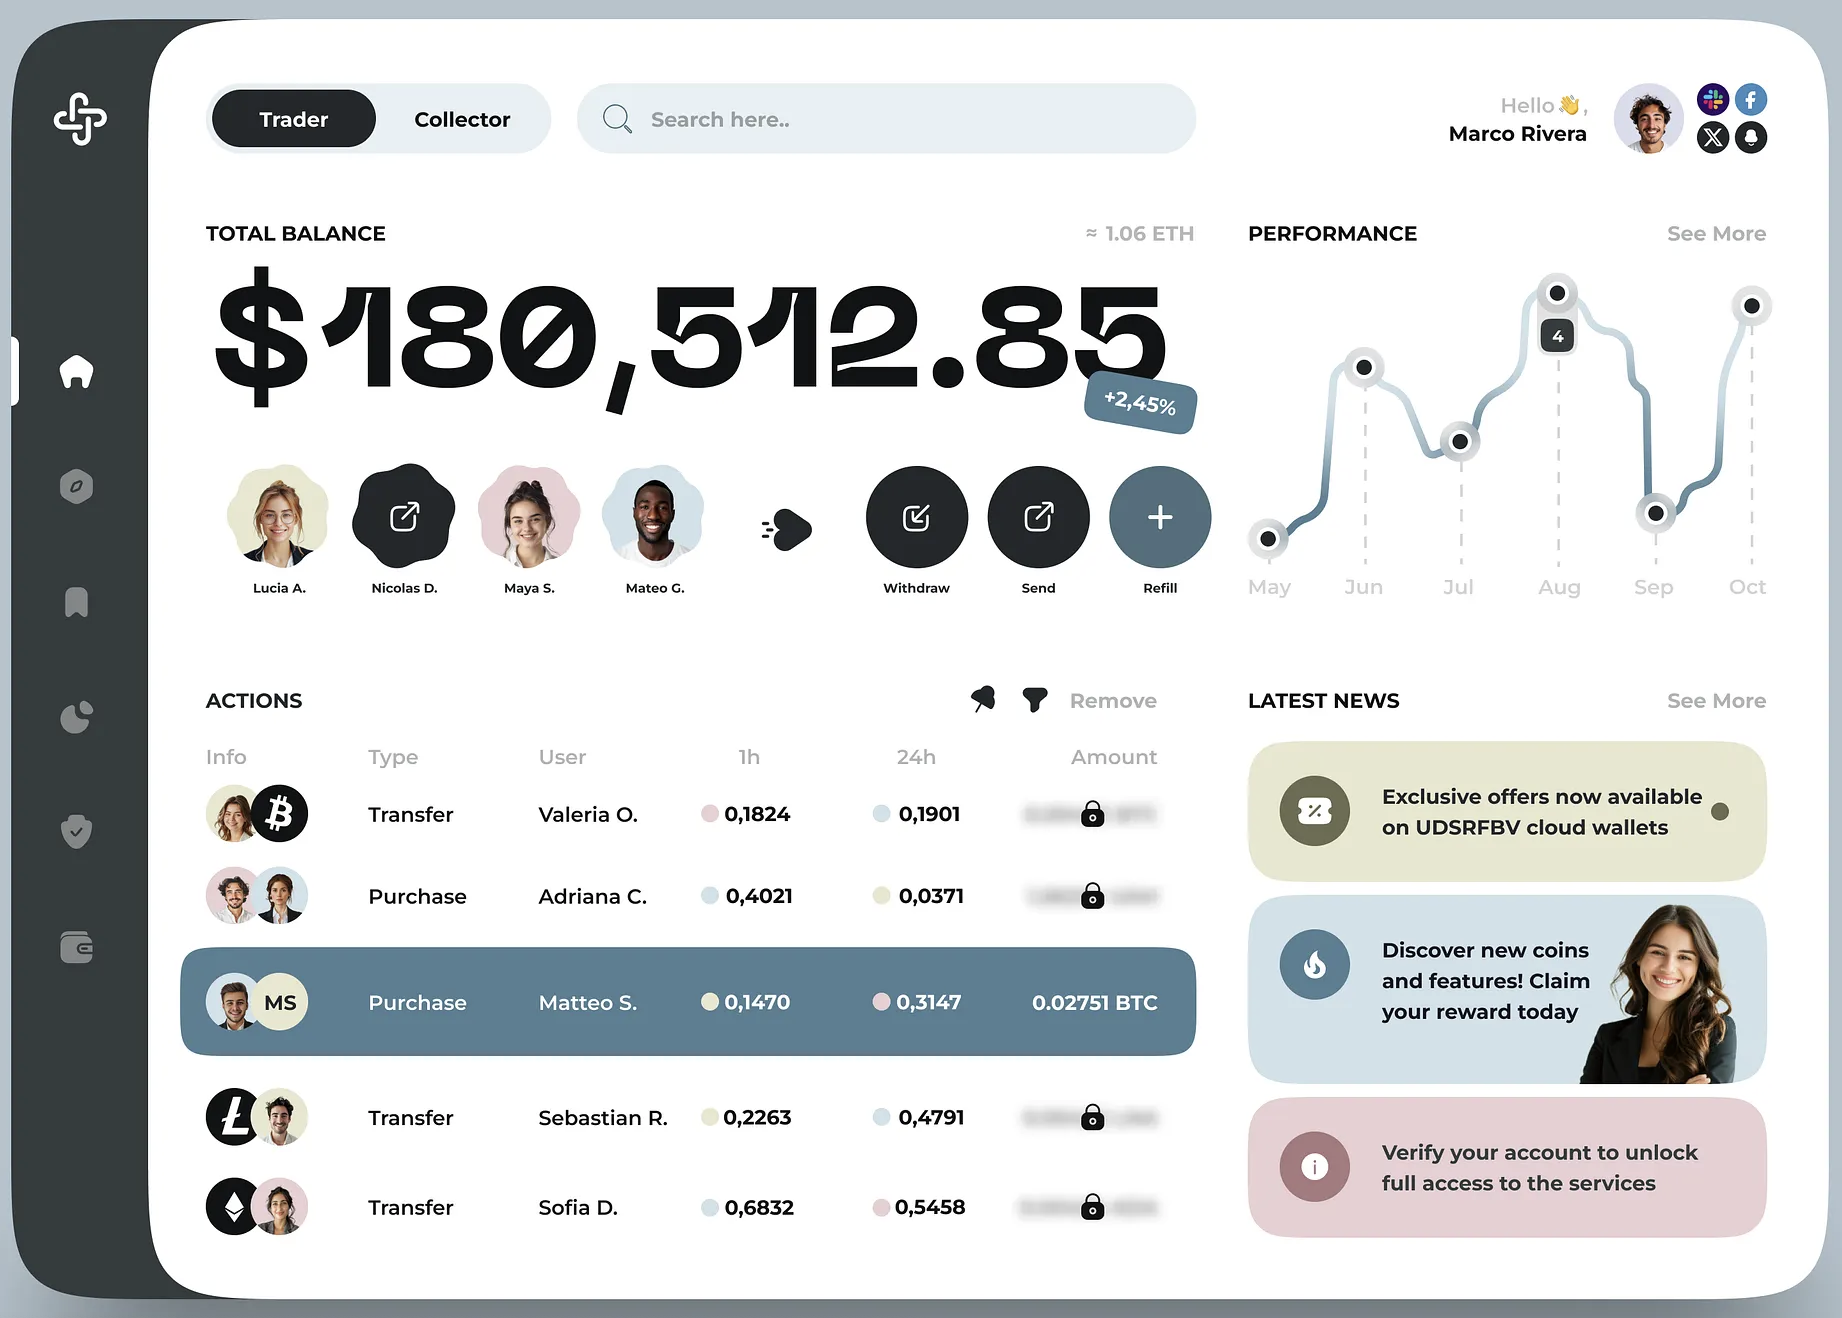 Trader
Collector
Search here..
Hello👋,
Marco Rivera
TOTAL BALANCE
≈ 1.06 ETH
$180,512.85
+2,45%
Lucia A.
Nicolas D.
Maya S.
Mateo G.
Withdraw
Send
Refill
PERFORMANCE
See More
4
May
Jun
Jul
Aug
Sep
Oct
ACTIONS
Remove
Info Type User 1h 24h Amount
Transfer Valeria O. 0,1824 0,1901
Purchase Adriana C. 0,4021 0,0371
MS Purchase Matteo S. 0,1470 0,3147 0.02751 BTC
Transfer Sebastian R. 0,2263 0,4791
Transfer Sofia D. 0,6832 0,5458
LATEST NEWS
See More
Exclusive offers now available
on UDSRFBV cloud wallets
Discover new coins
and features! Claim
your reward today
Verify your account to unlock
full access to the services